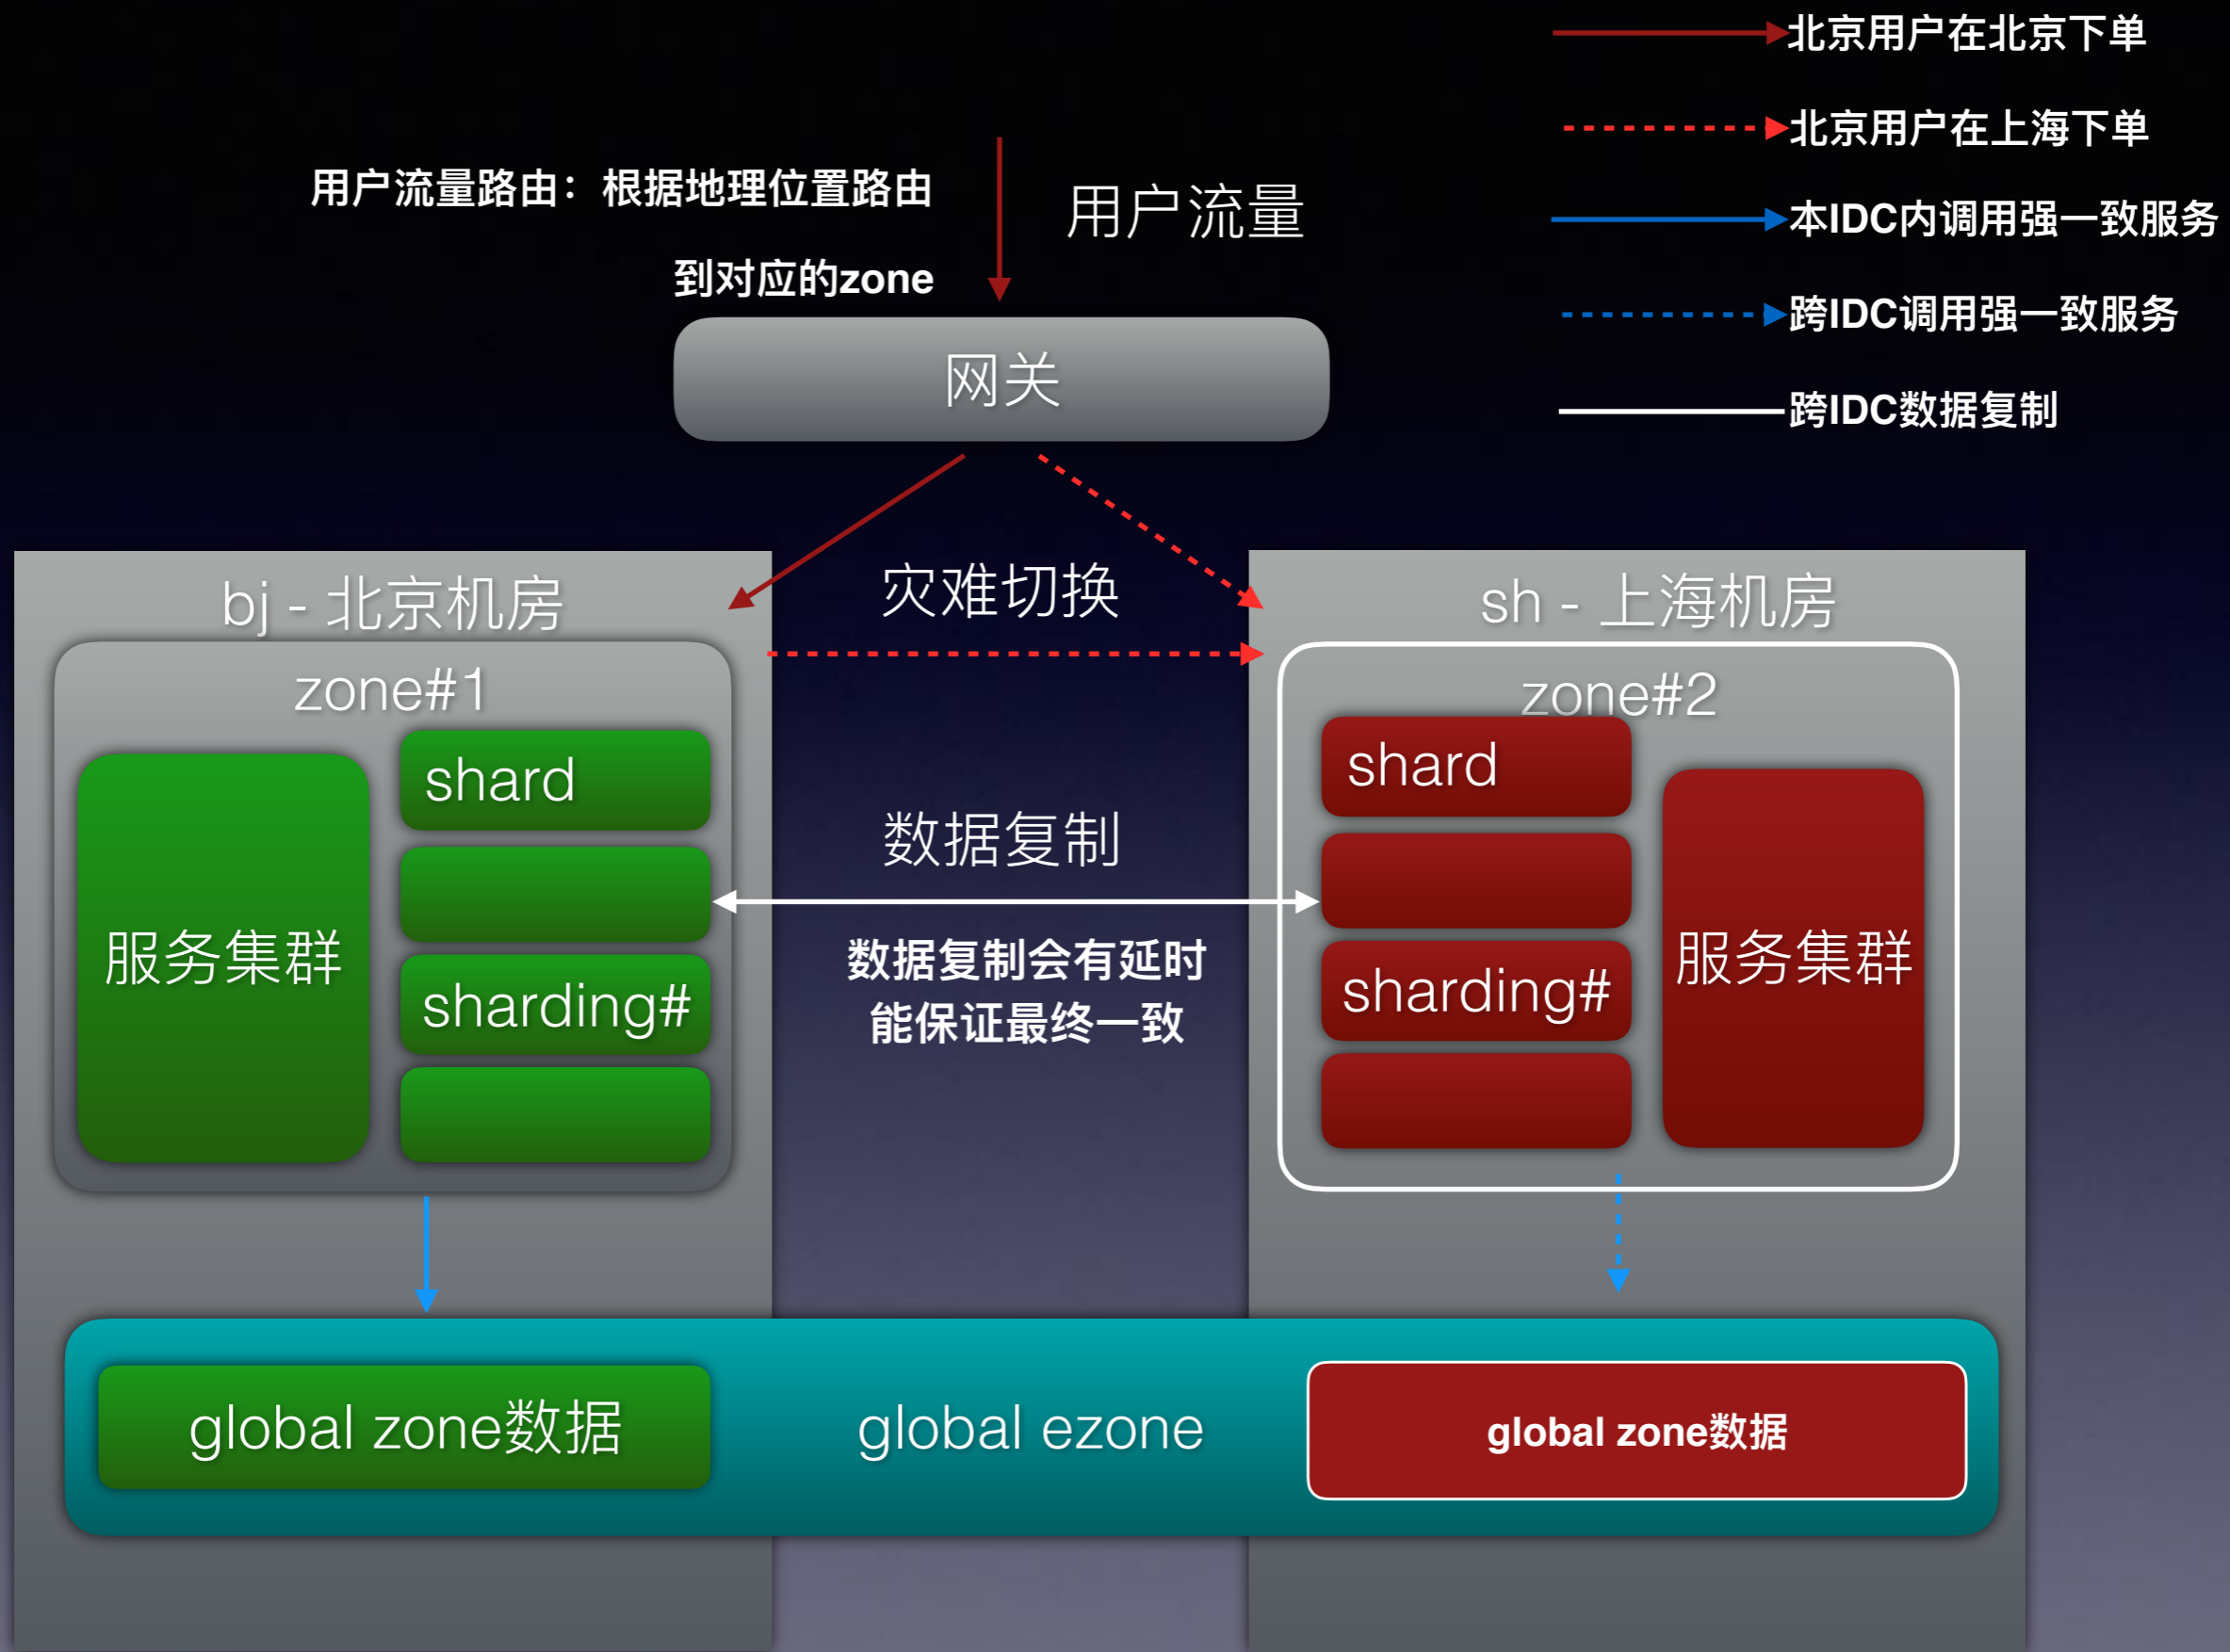 北京用户在北京下单
北京用户在上海下单
用户流量路由：根据地理位置路由
到对应的zone
用户流量
本IDC内调用强一致服务
跨IDC调用强一致服务
网关
跨IDC数据复制
bj - 北京机房
灾难切换
sh - 上海机房
zone#1
zone#2
shard
shard
数据复制
服务集群
数据复制会有延时
能保证最终一致
服务集群
sharding#
sharding#
global zone数据
global ezone
global zone数据